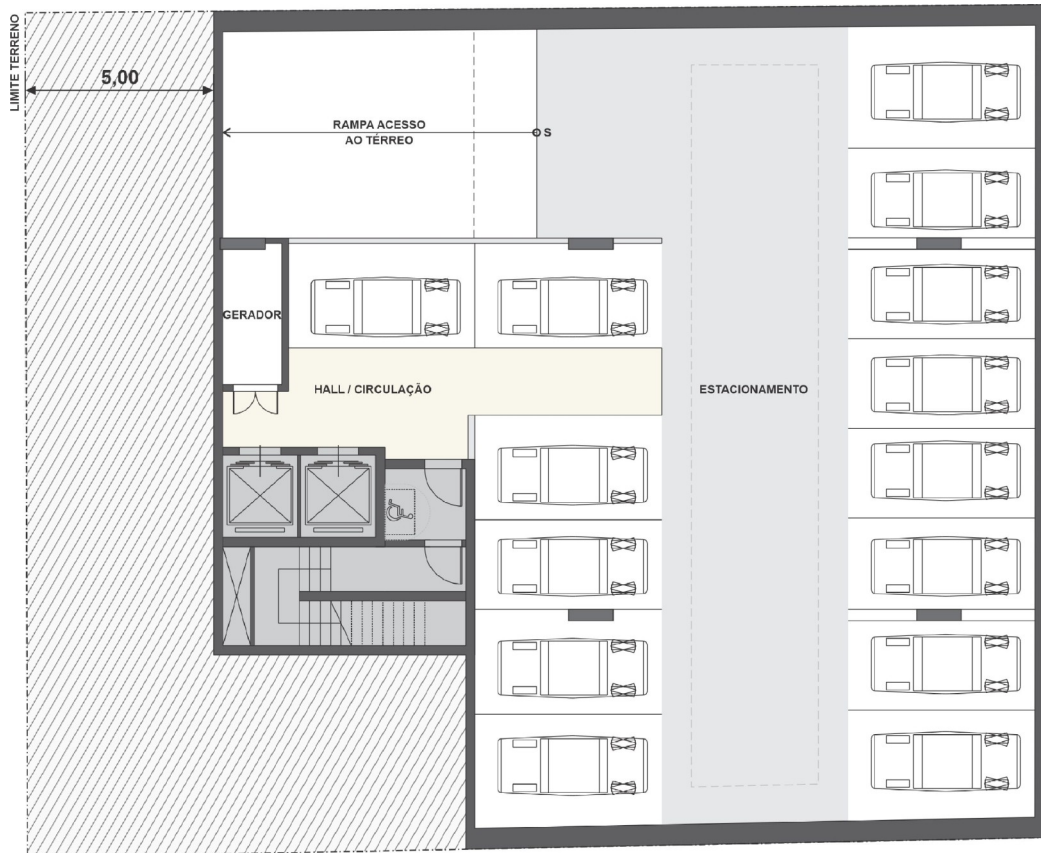 LIMITE TERRENO
5,00
RAMPA ACESSO
AO TÉRREO
S
GERADOR
HALL / CIRCULAÇÃO
ESTACIONAMENTO